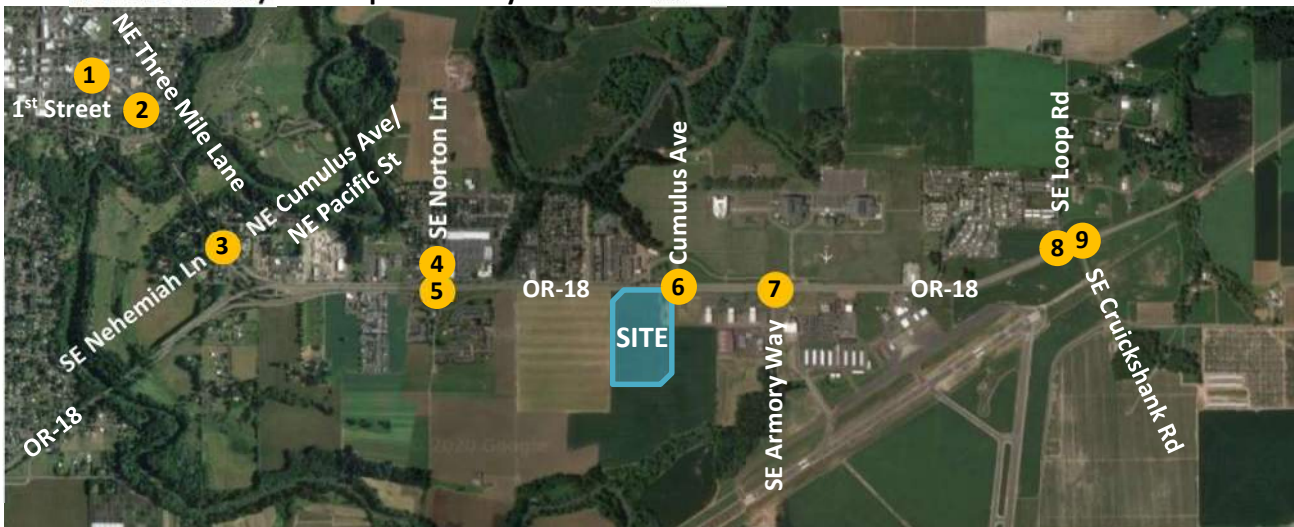 NE Three Mile Lane
1
1st Street
2
NE Cumulus Ave/
NE Pacific St
SE Norton Ln
Cumulus Ave
SE Loop Rd
3
SE Nehemiah Ln
4
5
OR-18
6
7
OR-18
8
9
SITE
SE Armory Way
SE Cruickshank Rd
OR-18